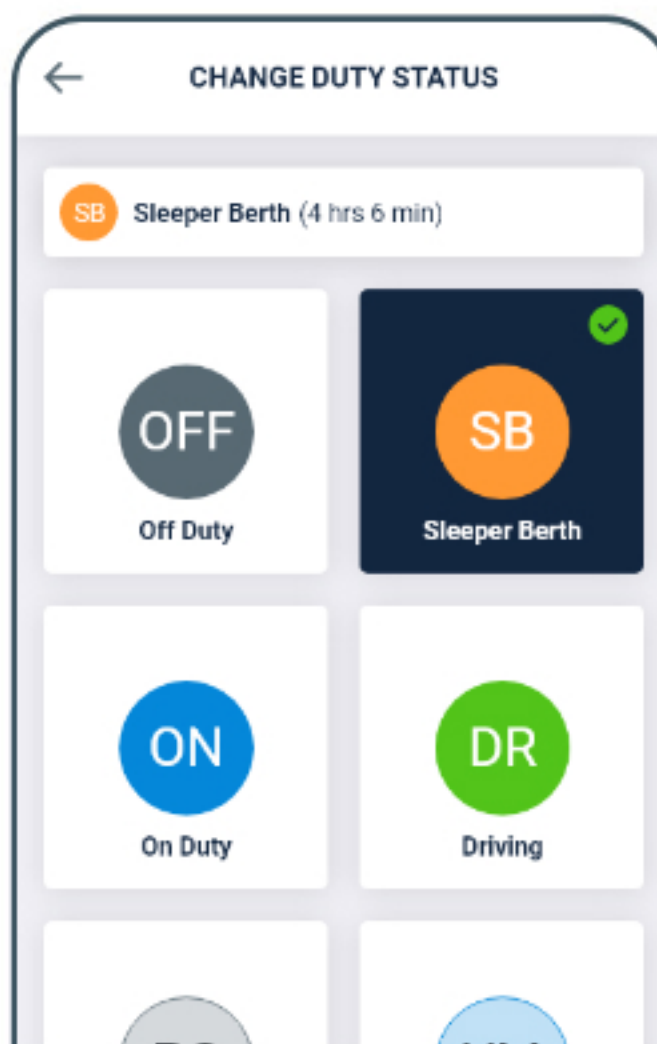 CHANGE DUTY STATUS
SB Sleeper Berth (4 hrs 6 min)
OFF
Off Duty
SB
Sleeper Berth
ON
On Duty
DR
Driving